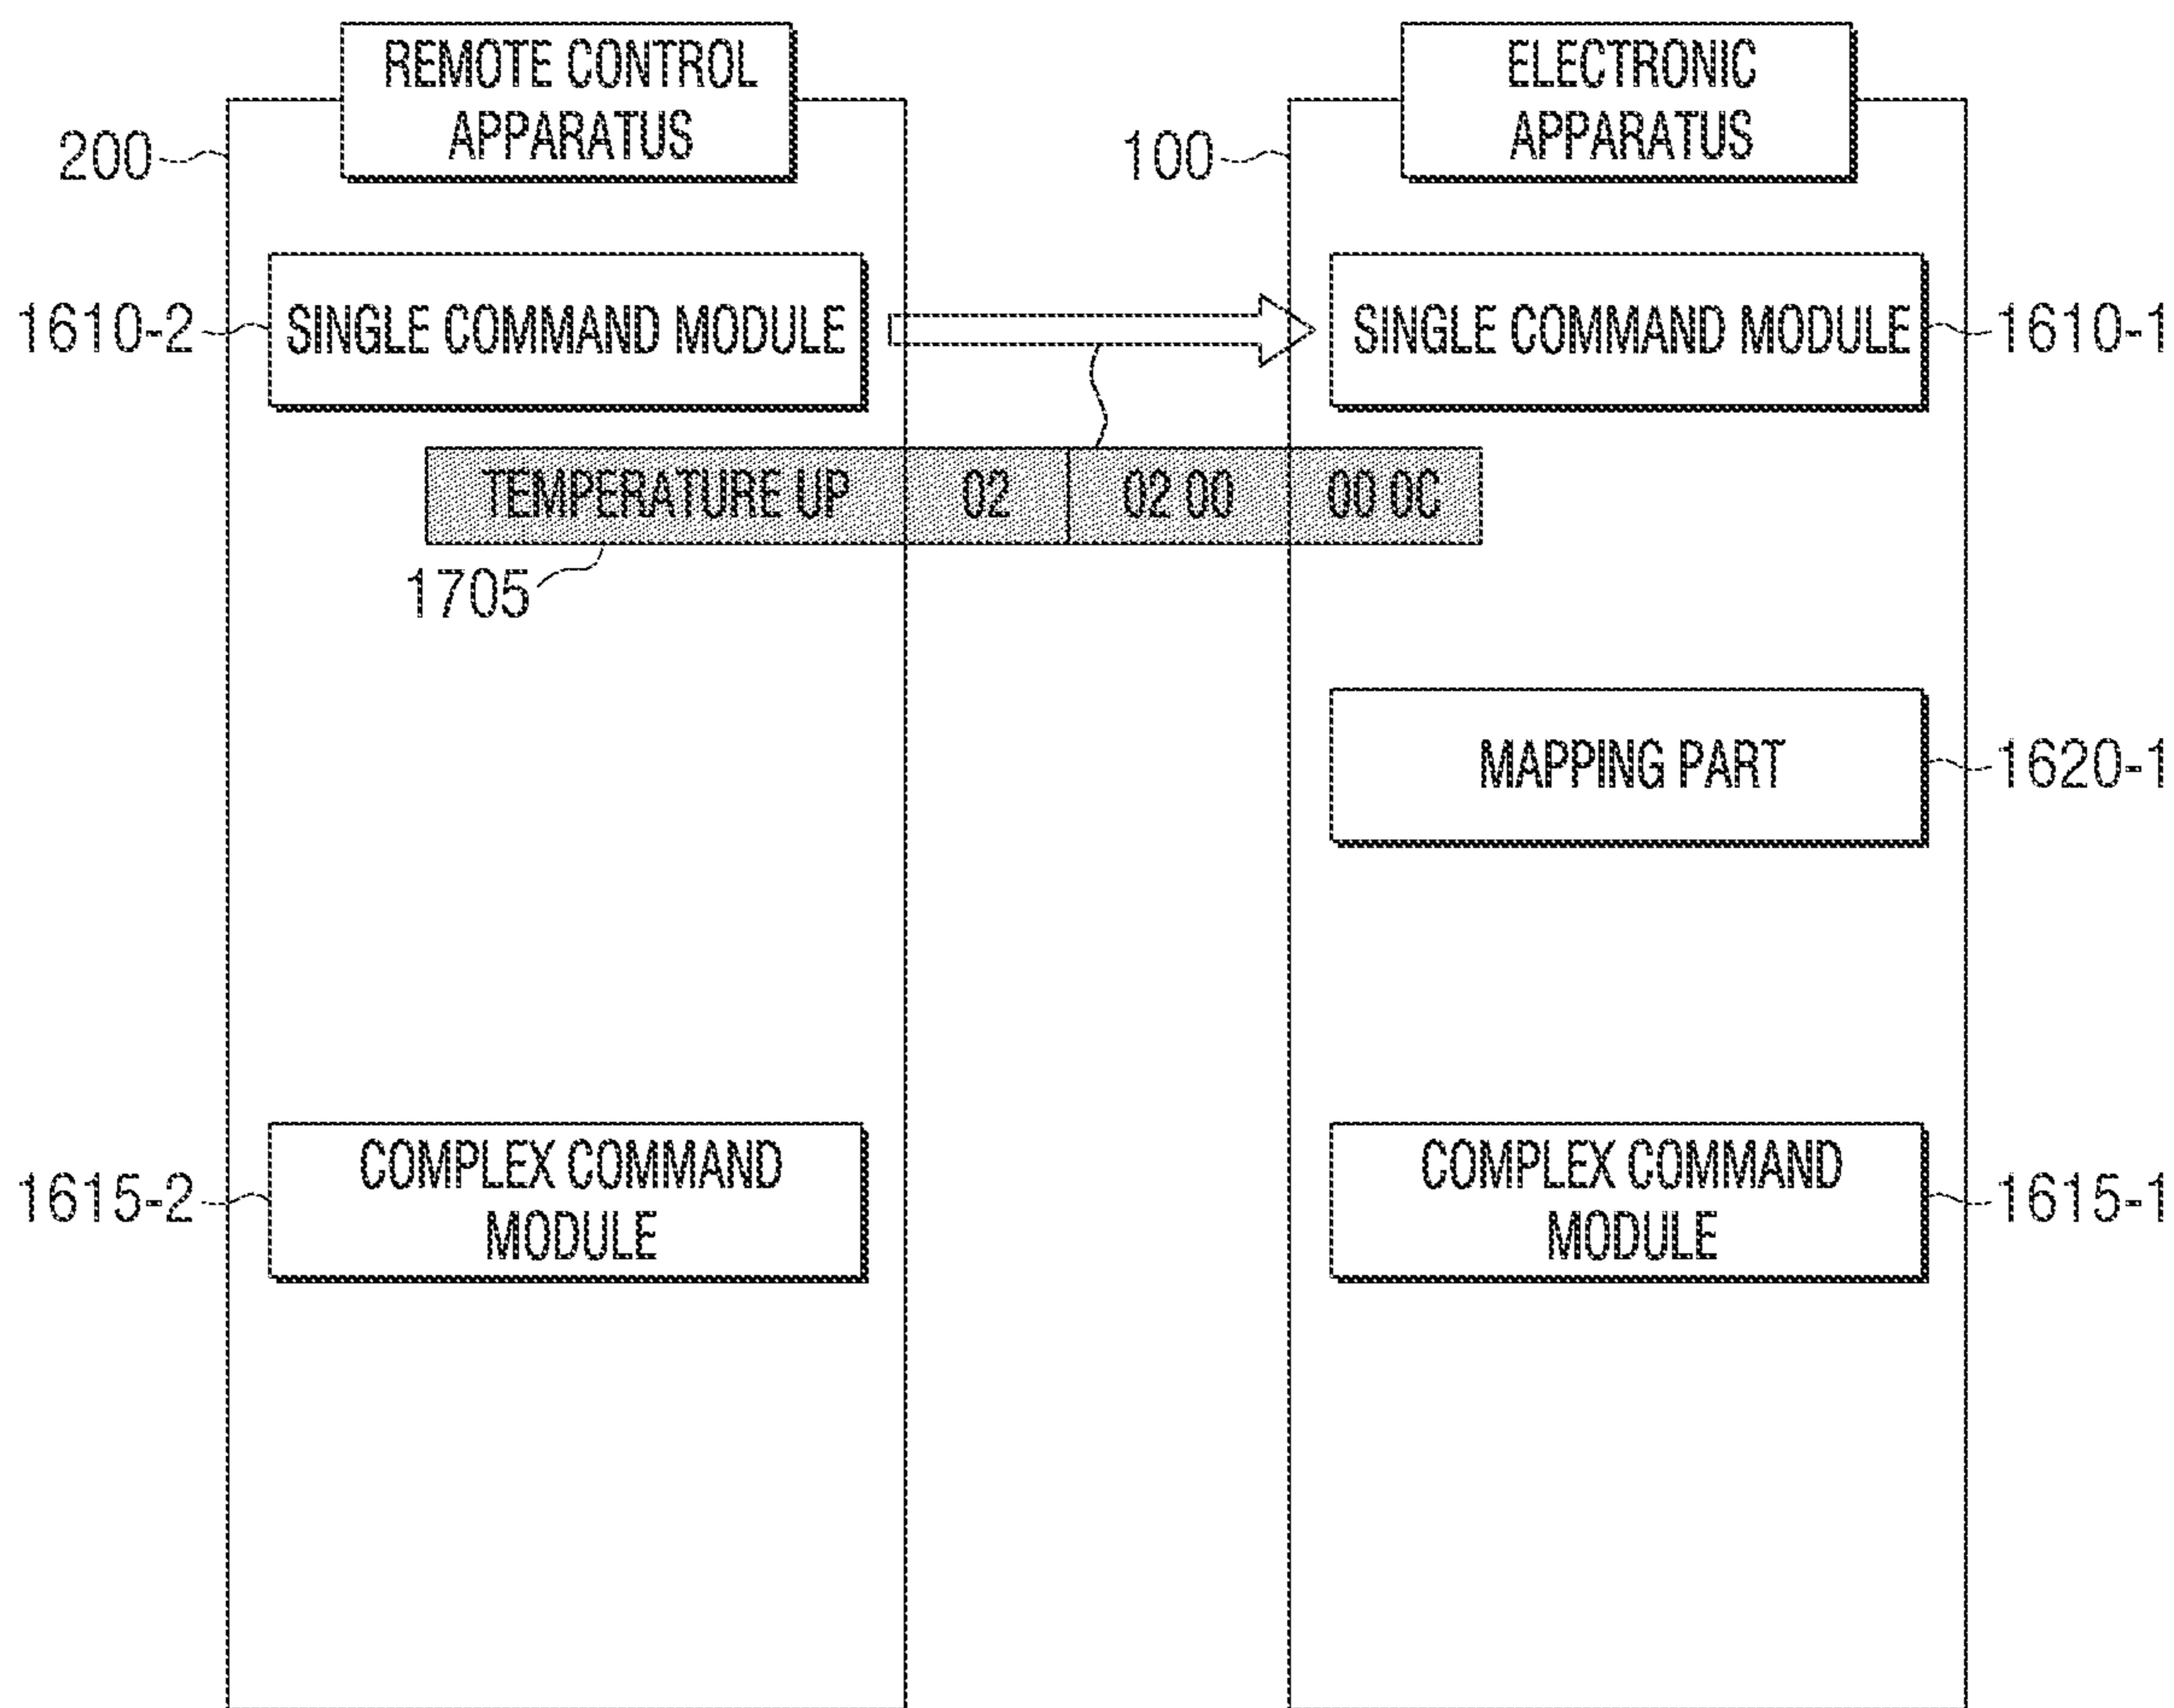 REMOTE CONTROL
APPARATUS
ELECTRONIC
APPARATUS
200
100
1610-2
SINGLE COMMAND MODULE
SINGLE COMMAND MODULE
1610-1
TEMPERATURE UP 02 02 00 00 0C
1705
MAPPING PART
1620-1
1615-2
COMPLEX COMMAND
MODULE
COMPLEX COMMAND
MODULE
1615-1